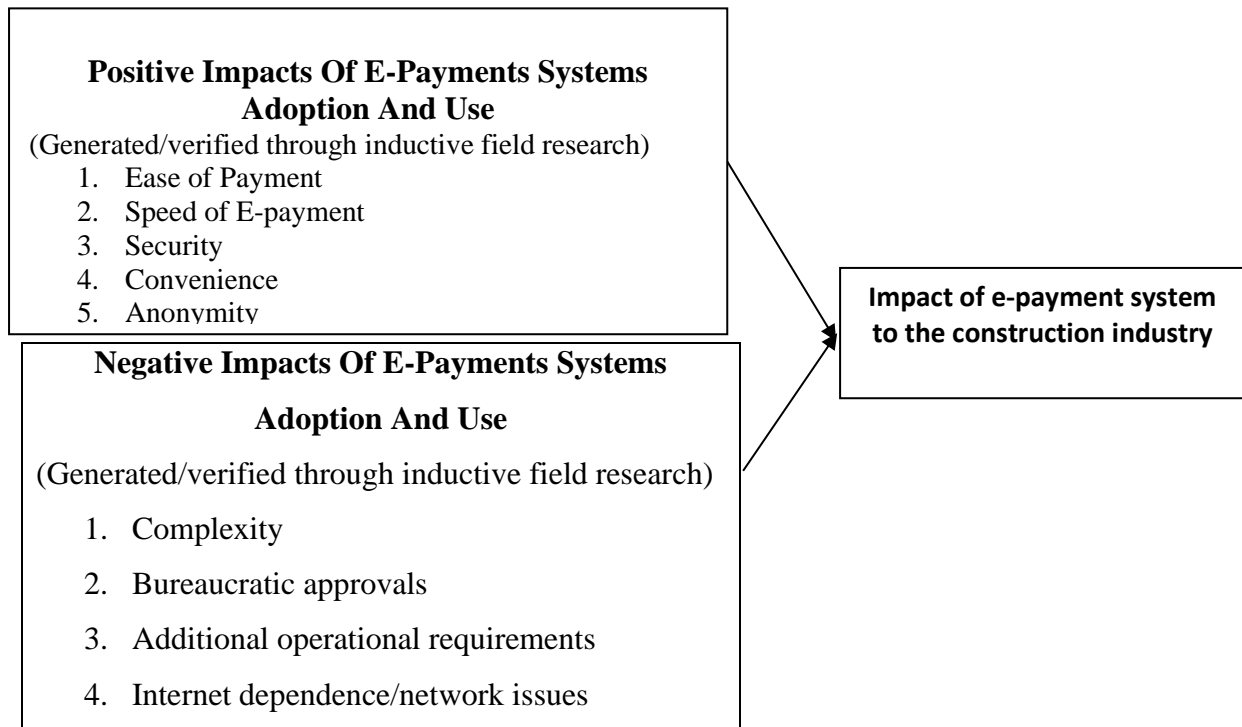 Positive Impacts Of E-Payments Systems
Adoption And Use
(Generated/verified through inductive field research)
1. Ease of Payment
2. Speed of E-payment
3. Security
4. Convenience
5. Anonymity
Negative Impacts Of E-Payments Systems
Adoption And Use
(Generated/verified through inductive field research)
1. Complexity
2. Bureaucratic approvals
3. Additional operational requirements
4. Internet dependence/network issues
Impact of e-payment system
to the construction industry